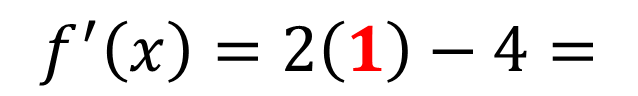 f′(x) = 2(1) − 4 =